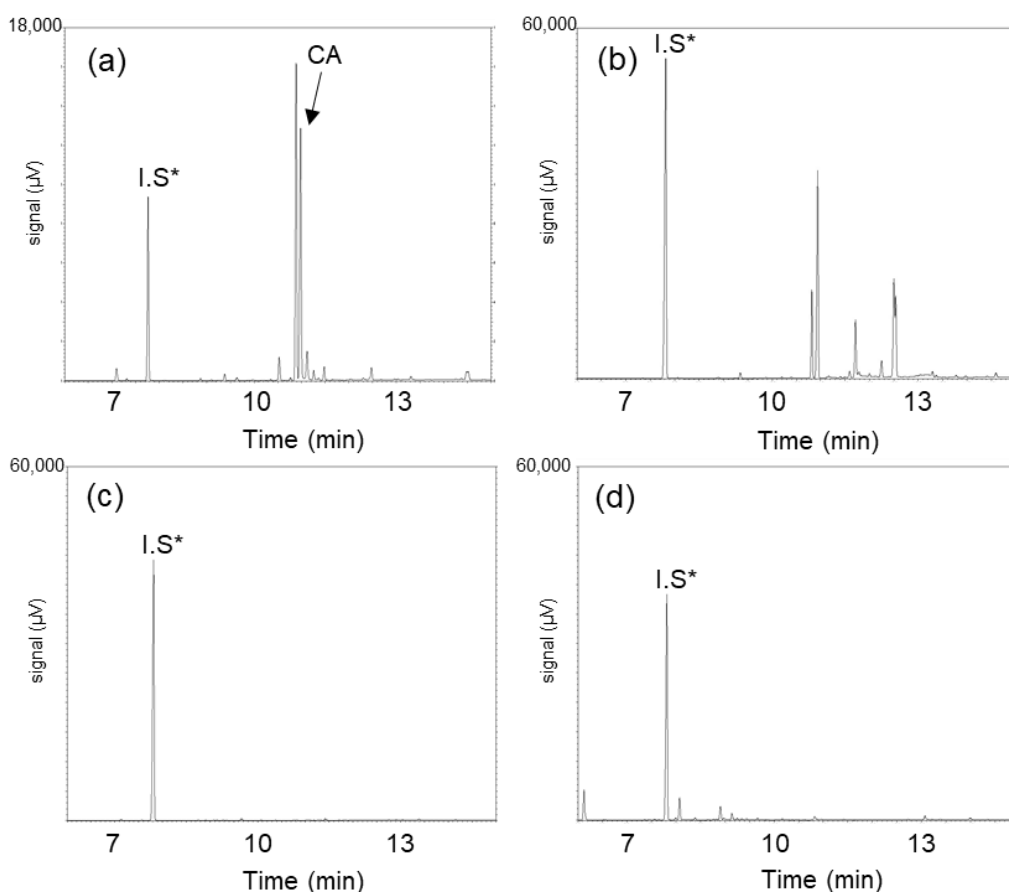 18,000
(a)
CA
I.S*
signal (µV)
7 10 13
Time (min)
60,000
(b)
I.S*
signal (µV)
7 10 13
Time (min)
60,000
(c)
I.S*
signal (µV)
7 10 13
Time (min)
60,000
(d)
I.S*
signal (µV)
7 10 13
Time (min)